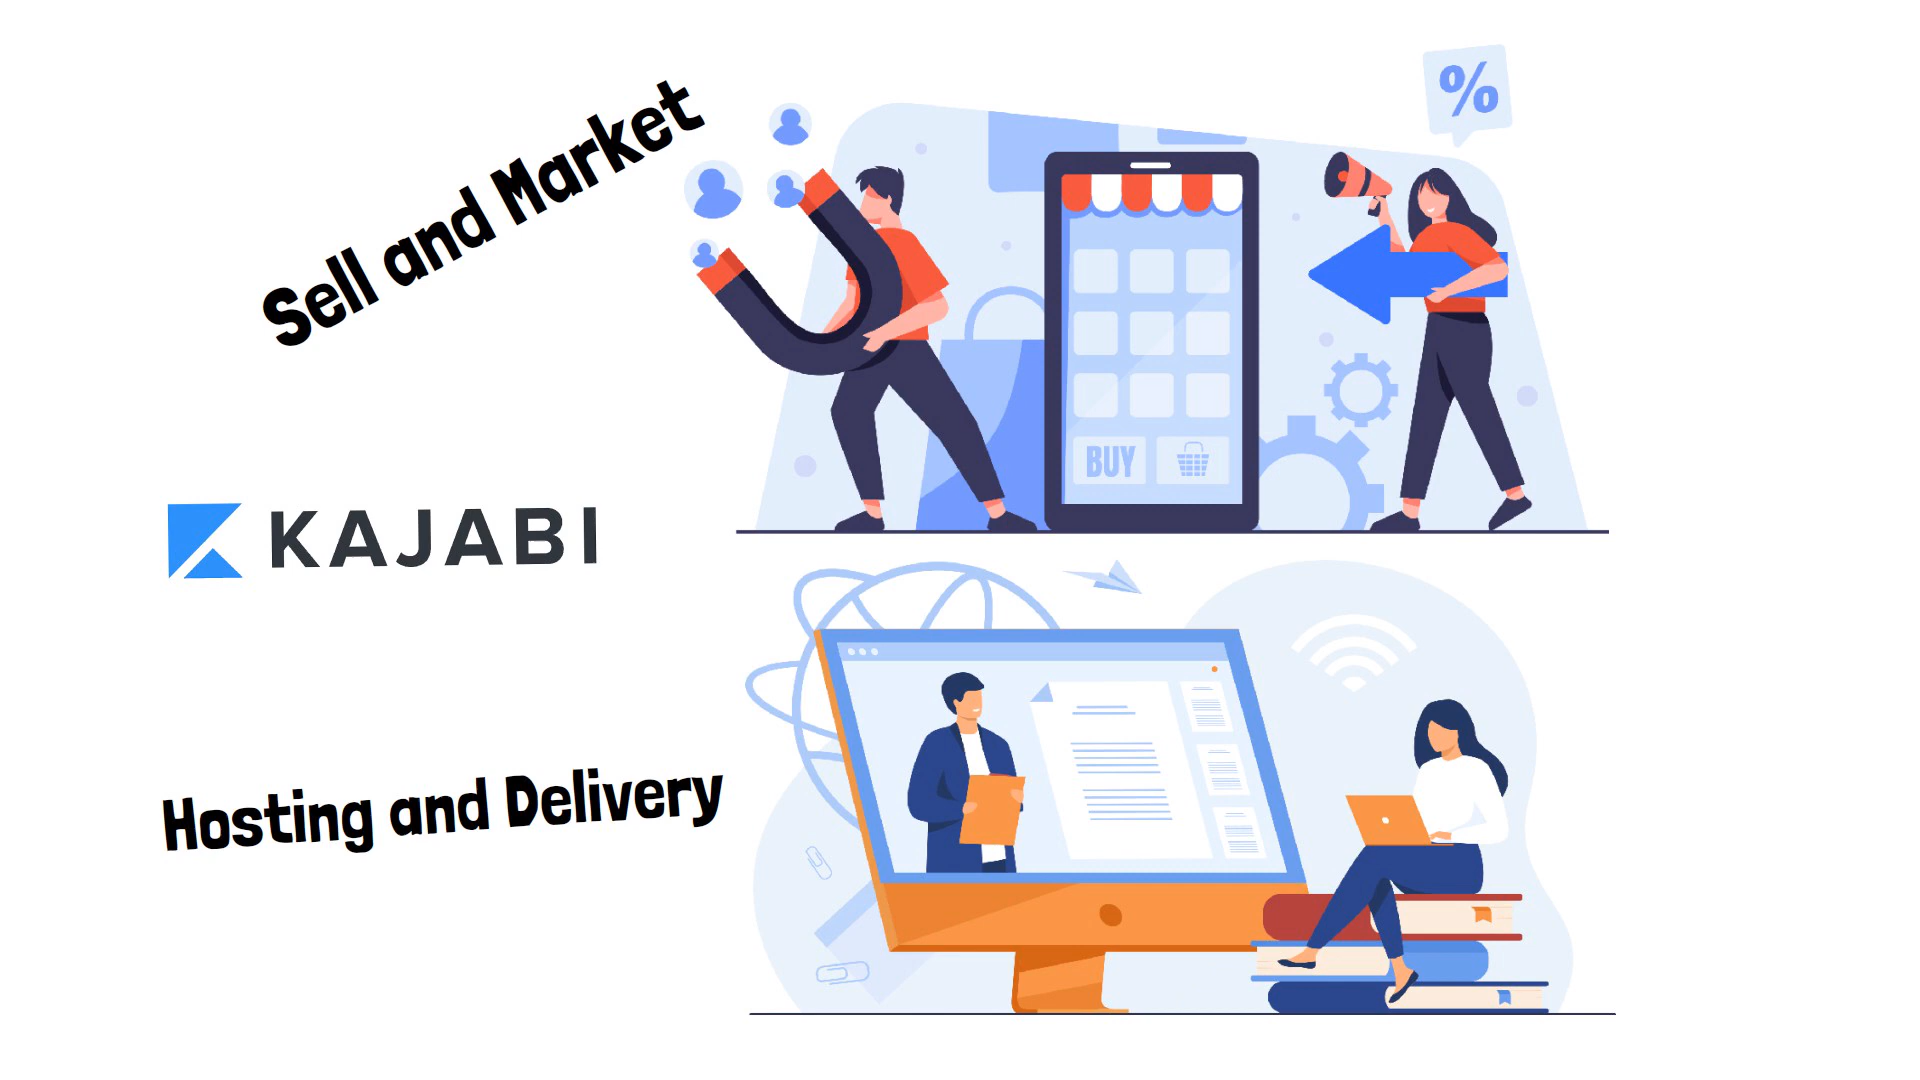 Sell and Market
%
BUY
KAJABI
Hosting and Delivery